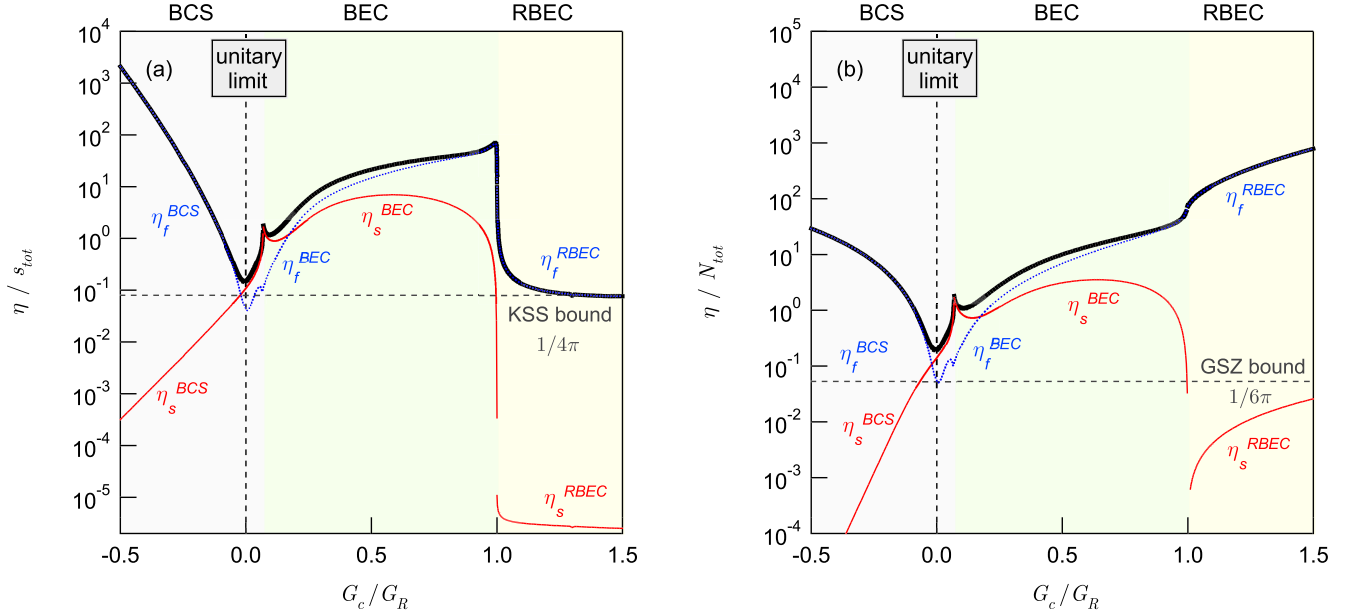 BCS BEC RBEC
(a)
unitary
limit
10^4
10^3
10^2
10^1
10^0
10^-1
10^-2
10^-3
10^-4
10^-5
η / s_tot
η_f^BCS
η_s^BCS
η_f^BEC
η_s^BEC
η_f^RBEC
η_s^RBEC
KSS bound
1/4π
-0.5 0.0 0.5 1.0 1.5
G_c/G_R
BCS BEC RBEC
(b)
unitary
limit
10^5
10^4
10^3
10^2
10^1
10^0
10^-1
10^-2
10^-3
10^-4
η / N_tot
η_f^RBEC
η_s^BEC
η_f^BCS
η_f^BEC
GSZ bound
1/6π
η_s^BCS
η_s^RBEC
-0.5 0.0 0.5 1.0 1.5
G_c/G_R